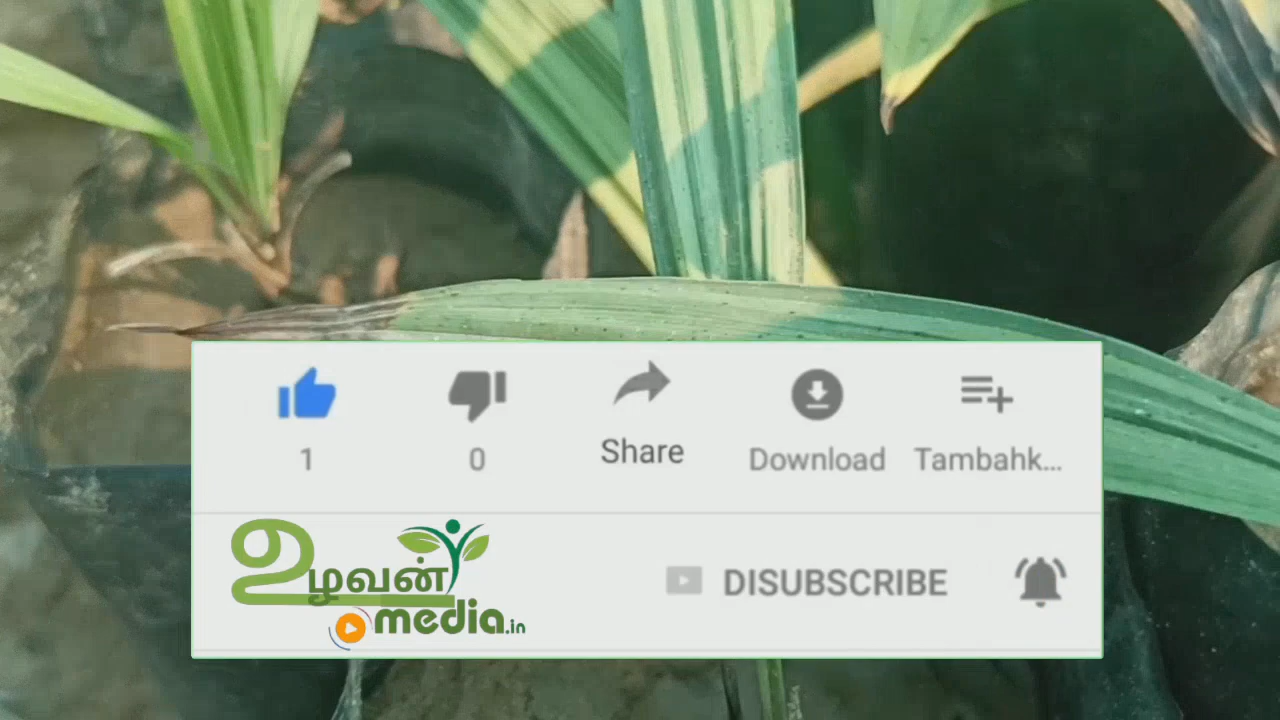 1
0
Share
Download
Tambahk...
உழவன்
media.in
DISUBSCRIBE